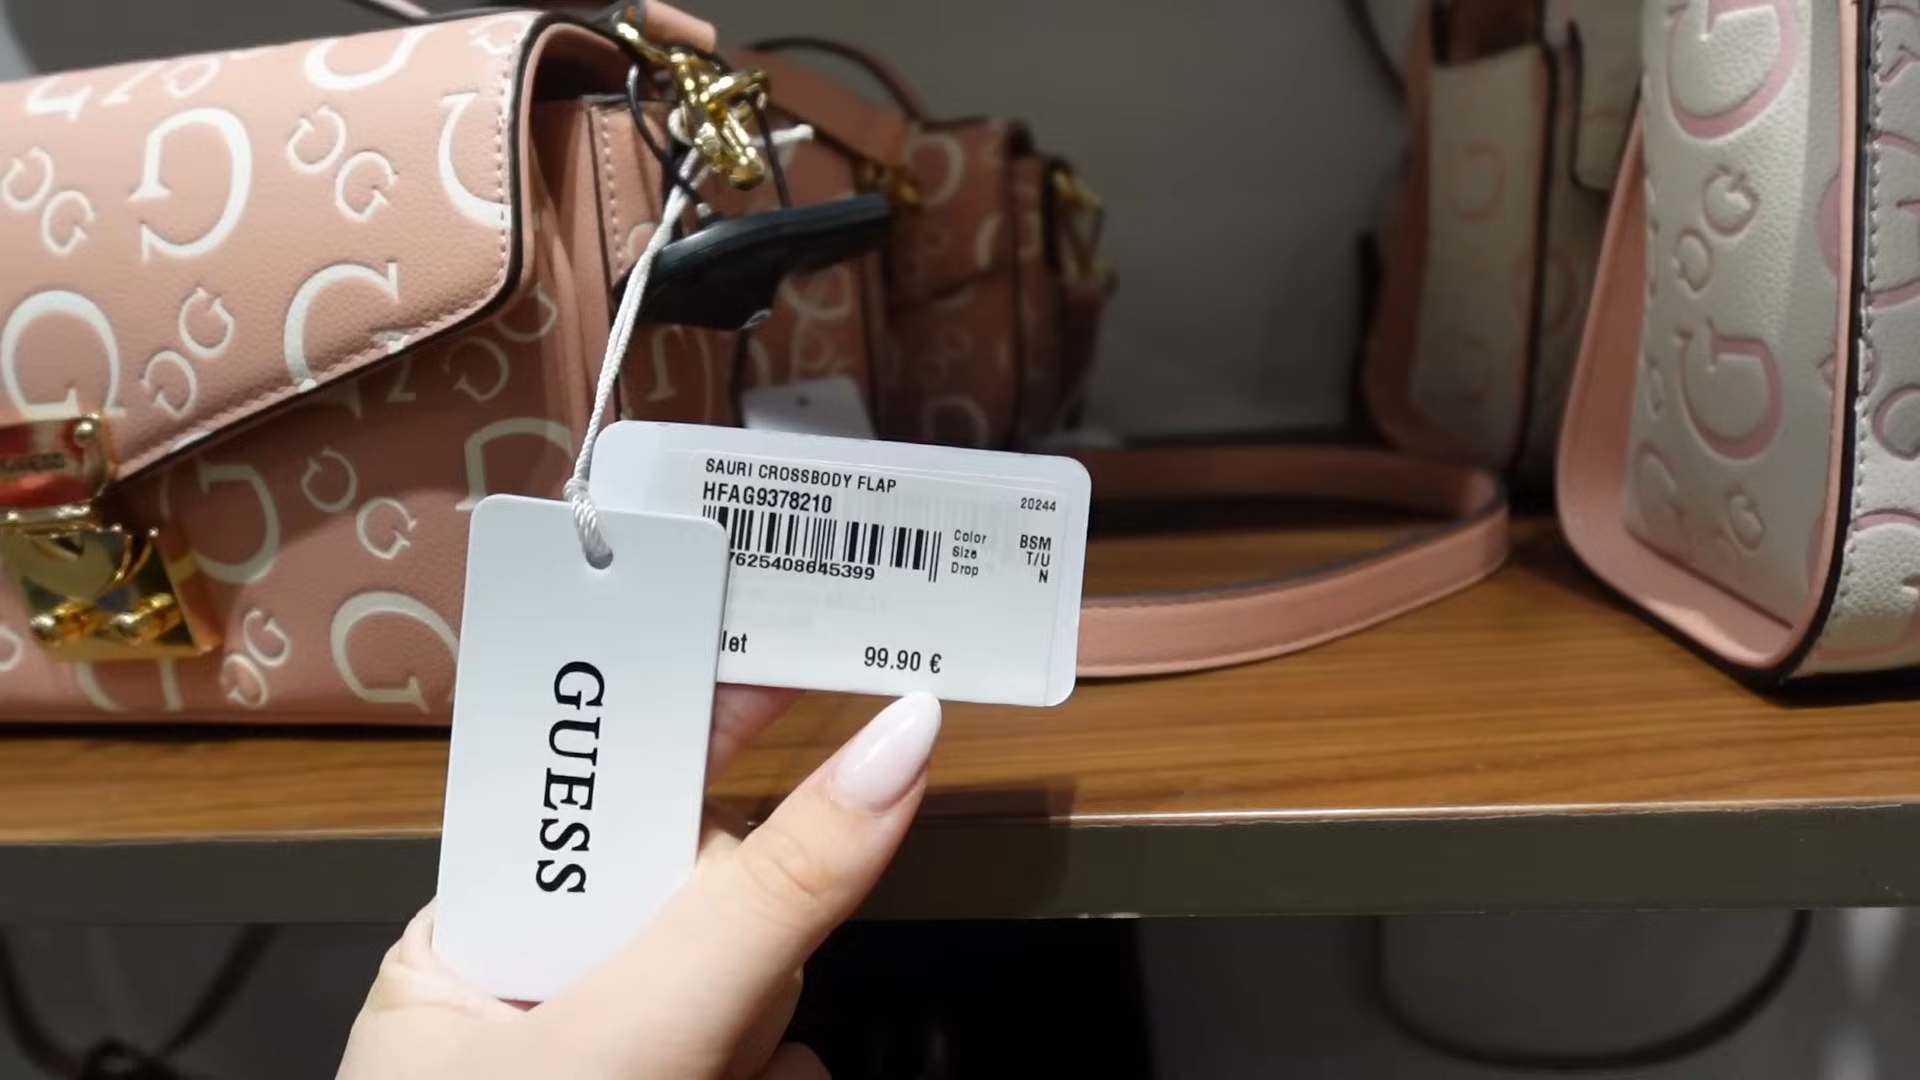 SAURI CROSSBODY FLAP
HFAG9378210
20244
Color BSM
Size T/U
Drop N
7625408645399
let
99.90 €
GUESS